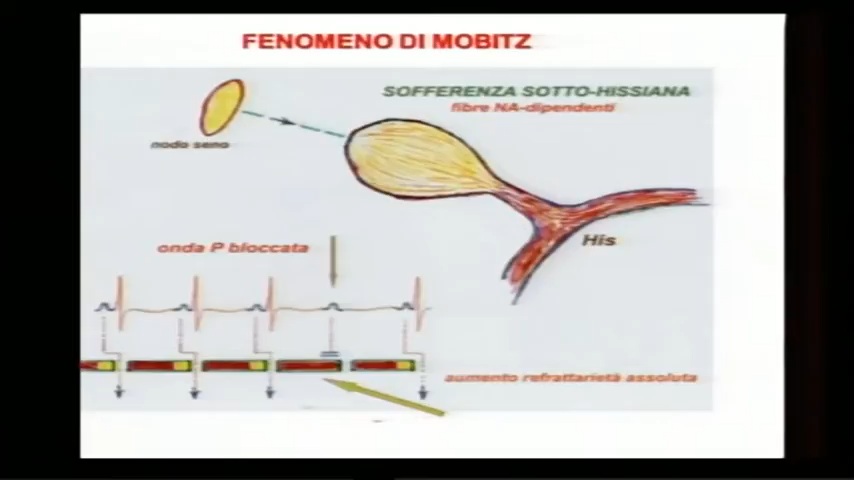 FENOMENO DI MOBITZ
SOFFERENZA SOTTO-HISSIANA
fibre NA-dipendenti
nodo seno
His
onda P bloccata
aumento refrattarietà assoluta